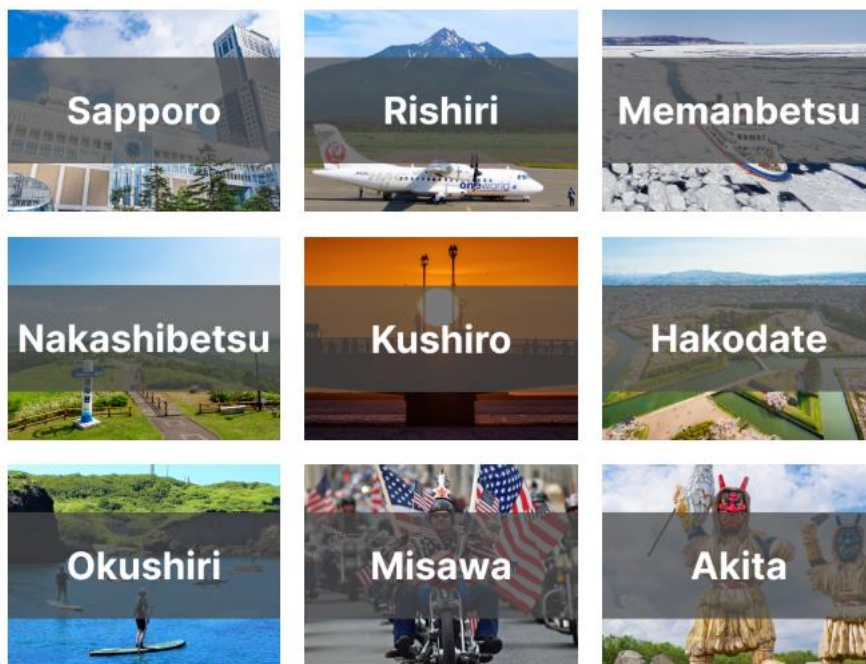 Sapporo
Rishiri
Memanbetsu
oneworld
Nakashibetsu
Kushiro
Hakodate
Okushiri
Misawa
Akita